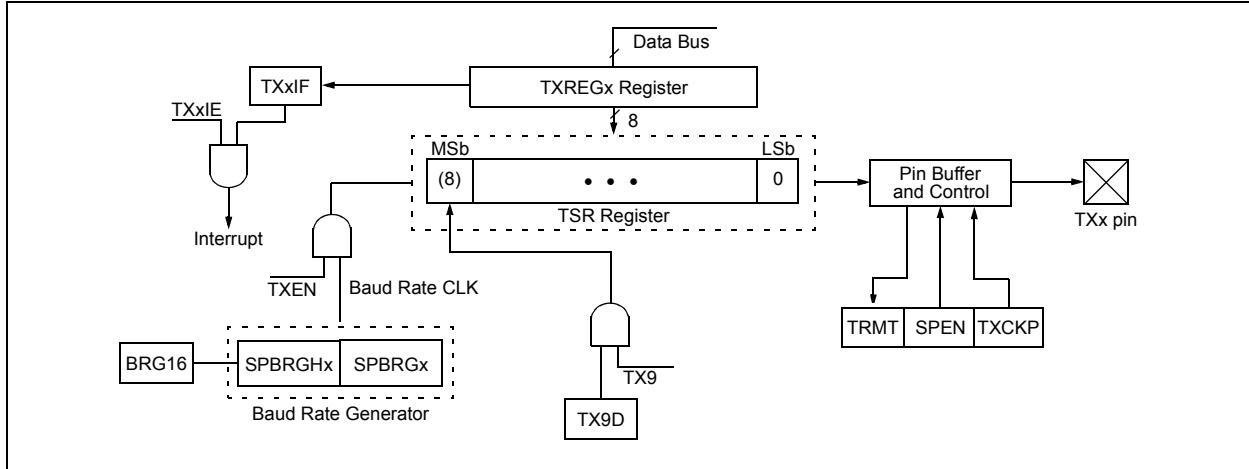 Data Bus
TXxIF
TXREGx Register
TXxIE
8
MSb
LSb
(8)
• • •
0
Pin Buffer
and Control
TSR Register
TXx pin
Interrupt
TXEN
Baud Rate CLK
TRMT
SPEN
TXCKP
BRG16
SPBRGHx
SPBRGx
TX9
Baud Rate Generator
TX9D